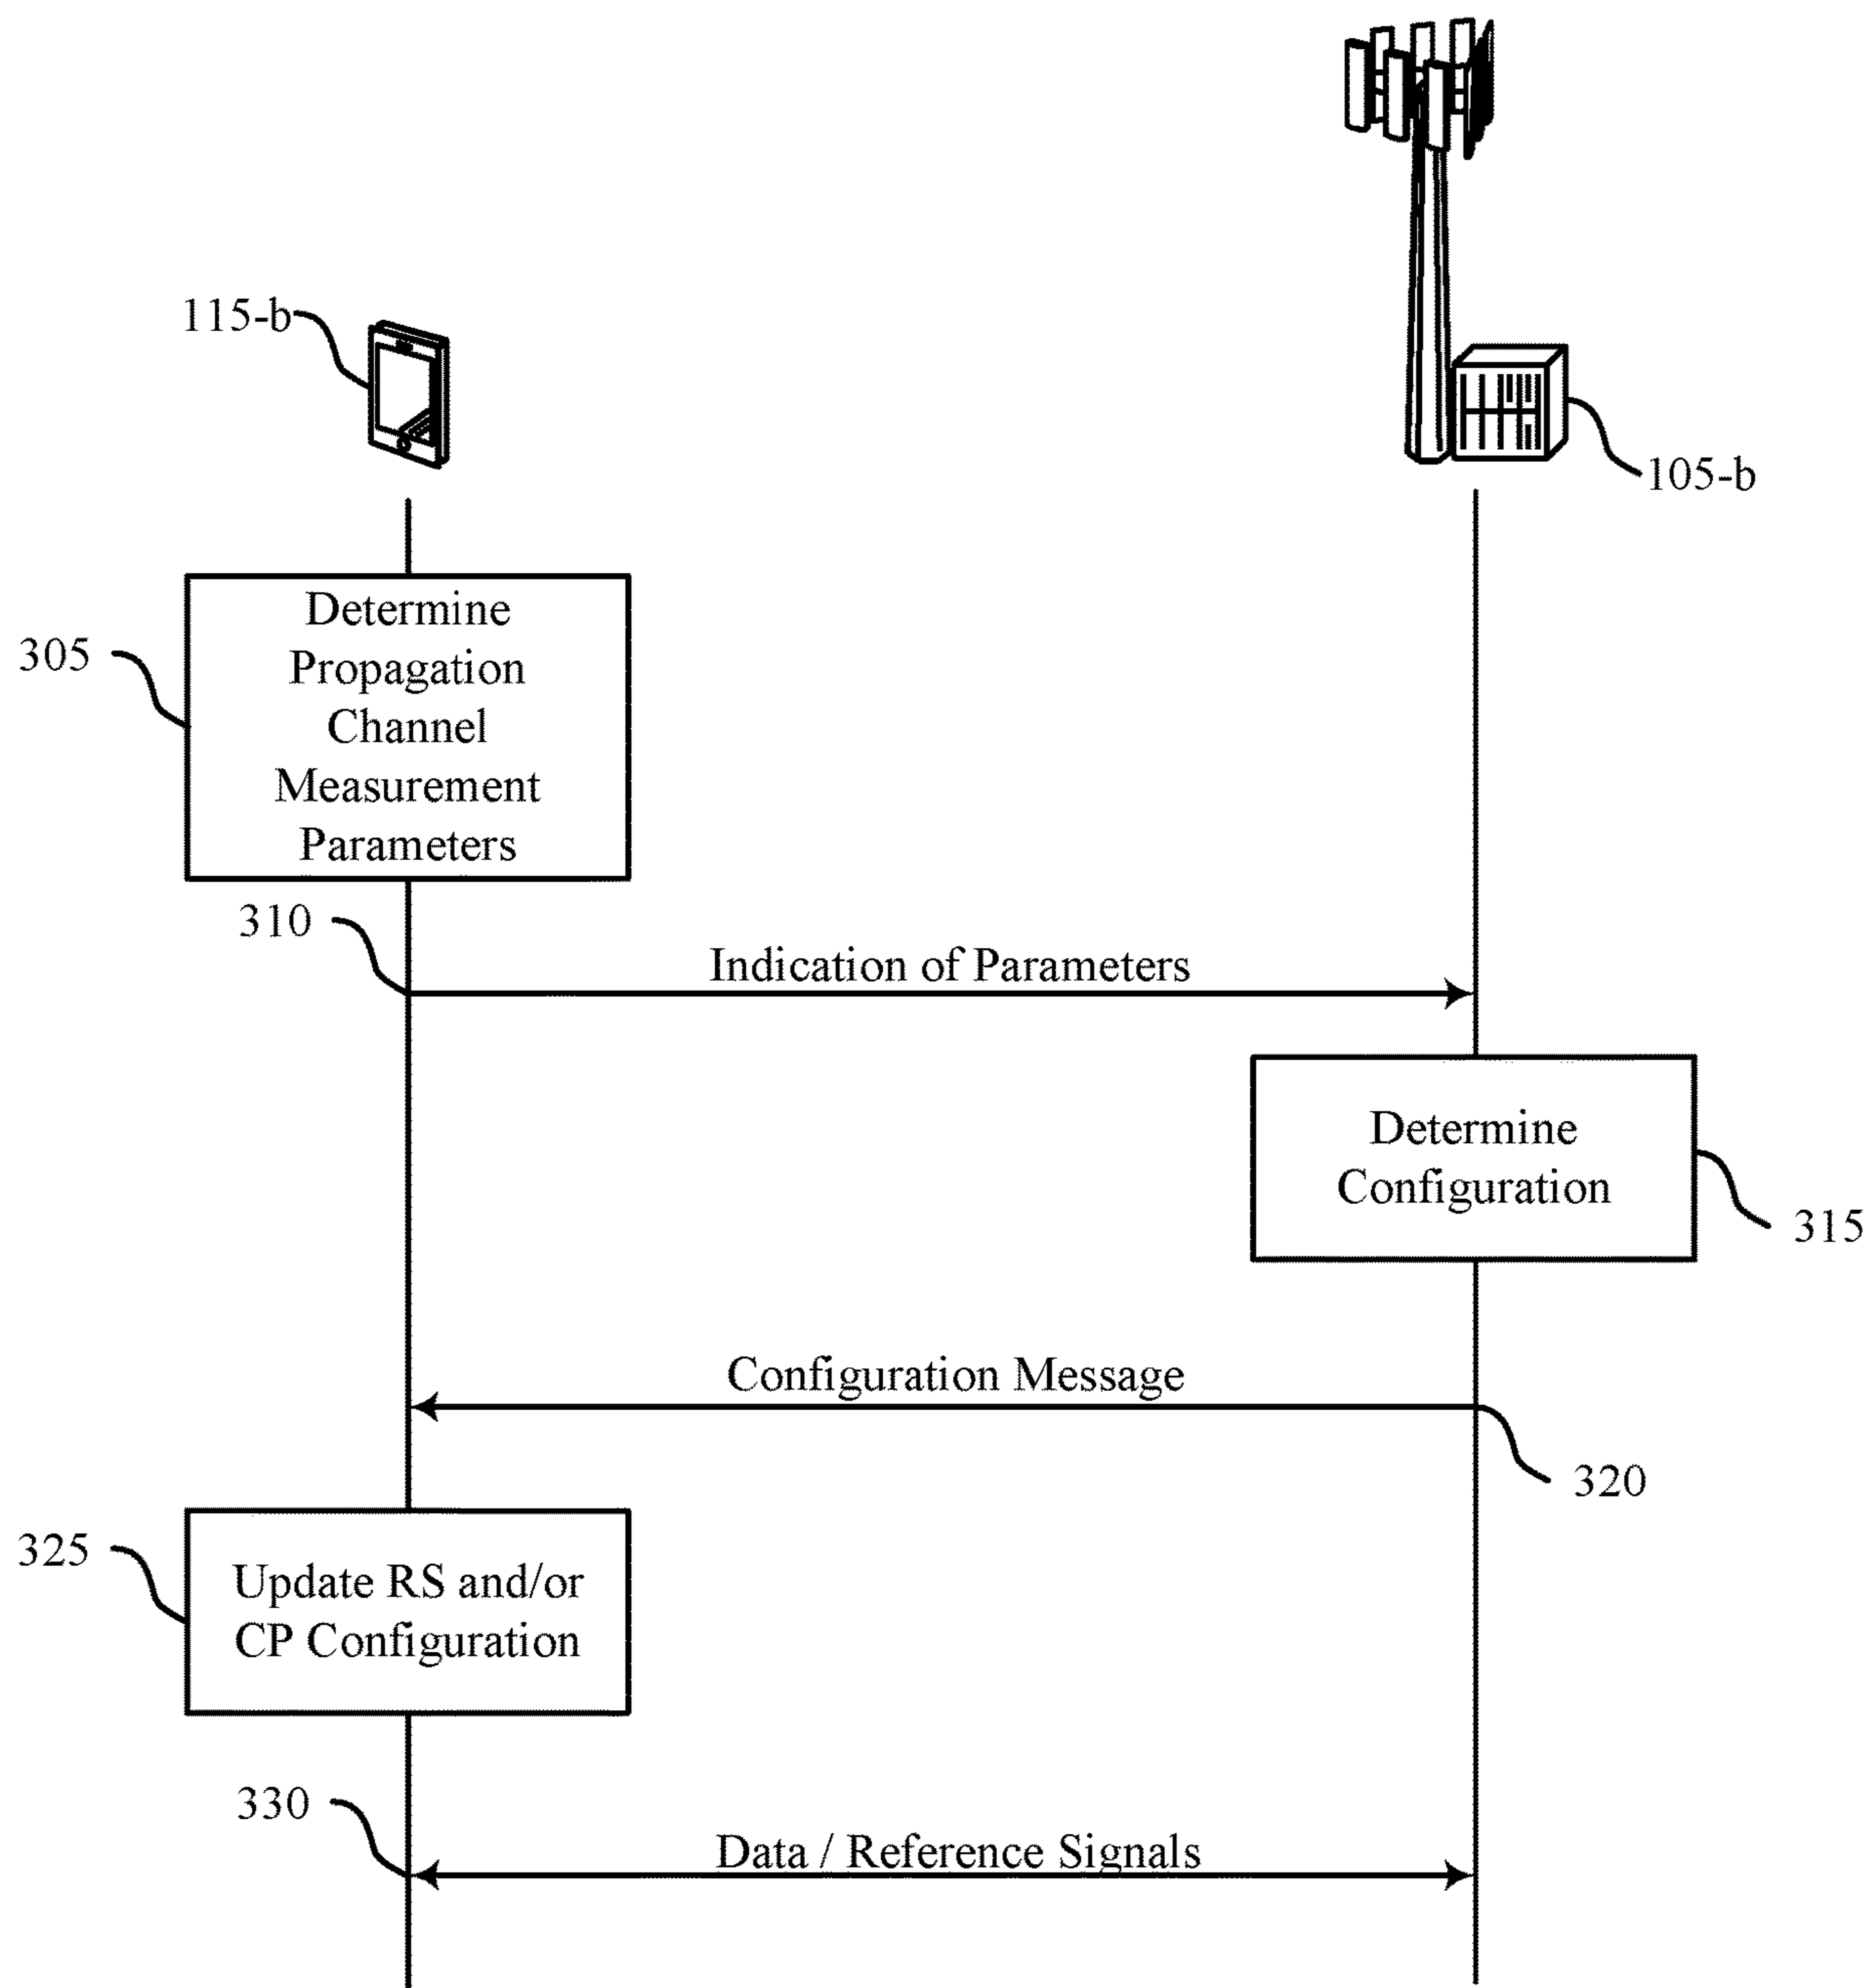 115-b
105-b
305
Determine
Propagation
Channel
Measurement
Parameters
310
Indication of Parameters
Determine
Configuration
315
Configuration Message
320
325
Update RS and/or
CP Configuration
330
Data / Reference Signals